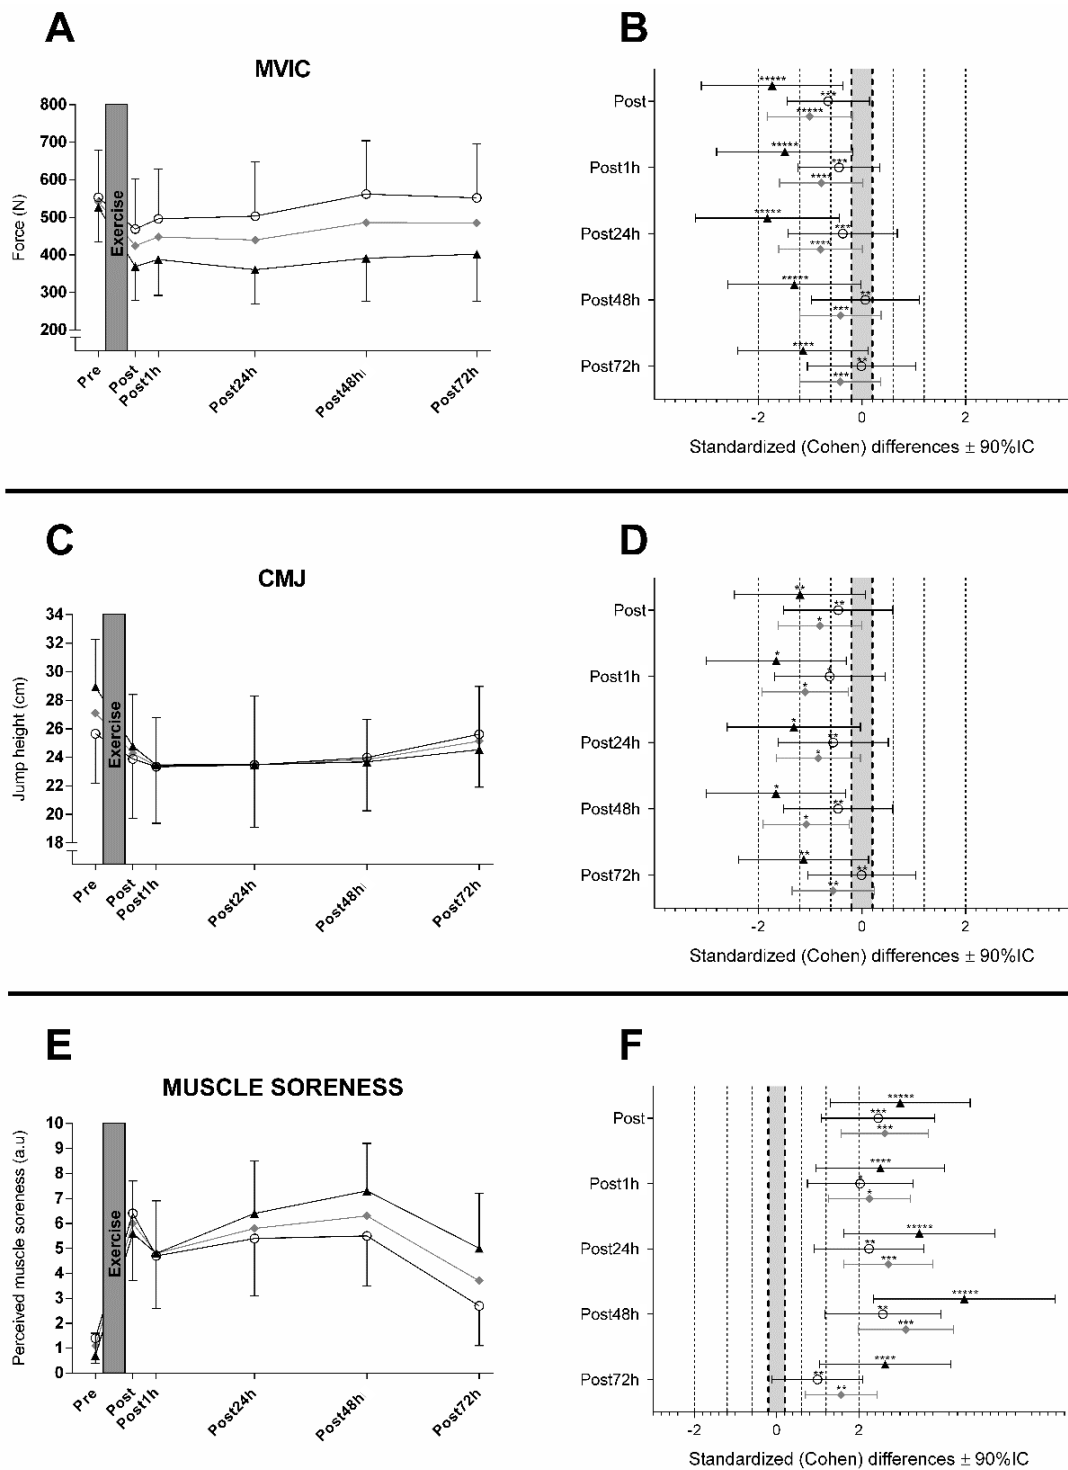 A
MVIC
Force (N)
800
700
600
500
400
300
200
Exercise
Pre
Post
Post1h
Post24h
Post48h
Post72h
B
Post
*****
***
*****
Post1h
*****
***
****
Post24h
*****
***
****
Post48h
*****
**
***
Post72h
****
**
***
-2
0
2
Standardized (Cohen) differences ± 90%IC
C
CMJ
Jump height (cm)
34
32
30
28
26
24
22
20
18
Exercise
Pre
Post
Post1h
Post24h
Post48h
Post72h
D
Post
**
**
*
Post1h
*
*
*
Post24h
*
**
*
Post48h
*
**
*
Post72h
**
**
**
-2
0
2
Standardized (Cohen) differences ± 90%IC
E
MUSCLE SORENESS
Perceived muscle soreness (a.u)
10
9
8
7
6
5
4
3
2
1
0
Exercise
Pre
Post
Post1h
Post24h
Post48h
Post72h
F
Post
*****
***
***
Post1h
****
*
*
Post24h
*****
**
***
Post48h
*****
**
***
Post72h
****
**
**
-2
0
2
Standardized (Cohen) differences ± 90%IC